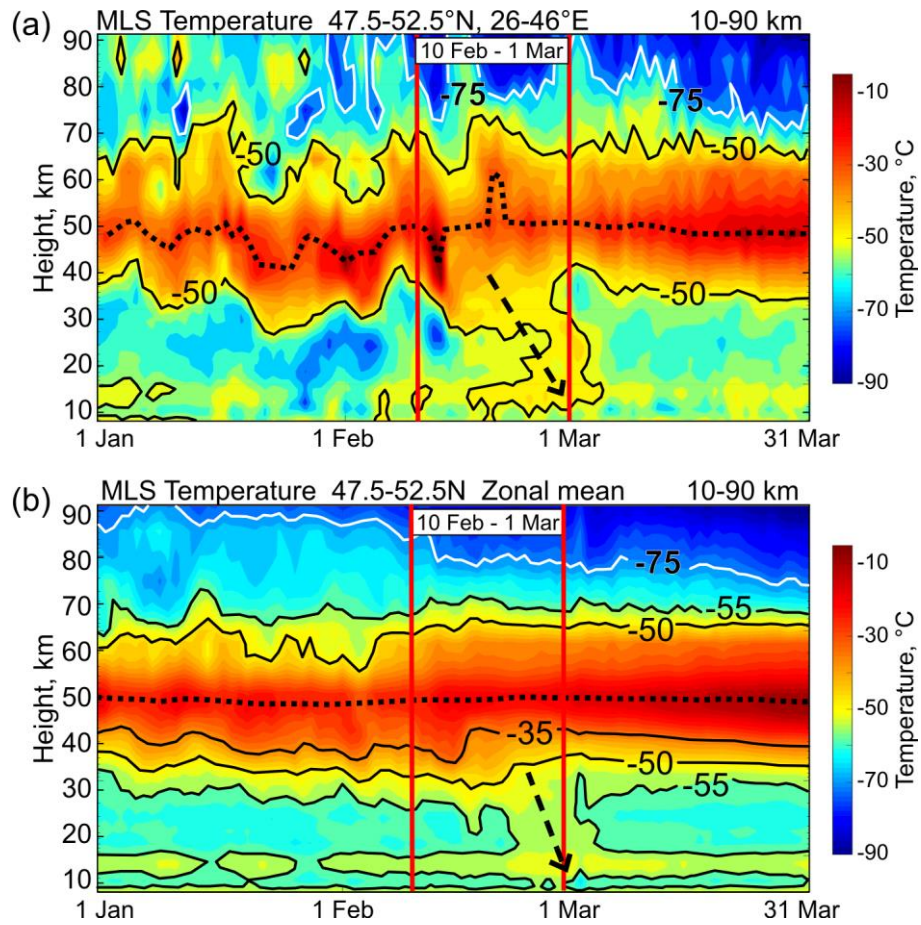 (a)
MLS Temperature 47.5-52.5°N, 26-46°E 10-90 km
10 Feb - 1 Mar
90
80
70
60
50
40
30
20
10
Height, km
-75
-75
-50
-50
-50
-50
1 Jan
1 Feb
1 Mar
31 Mar
-10
-30
-50
-70
-90
Temperature, °C
(b)
MLS Temperature 47.5-52.5N Zonal mean 10-90 km
10 Feb - 1 Mar
90
80
70
60
50
40
30
20
10
Height, km
-75
-55
-50
-35
-50
-55
1 Jan
1 Feb
1 Mar
31 Mar
-10
-30
-50
-70
-90
Temperature, °C